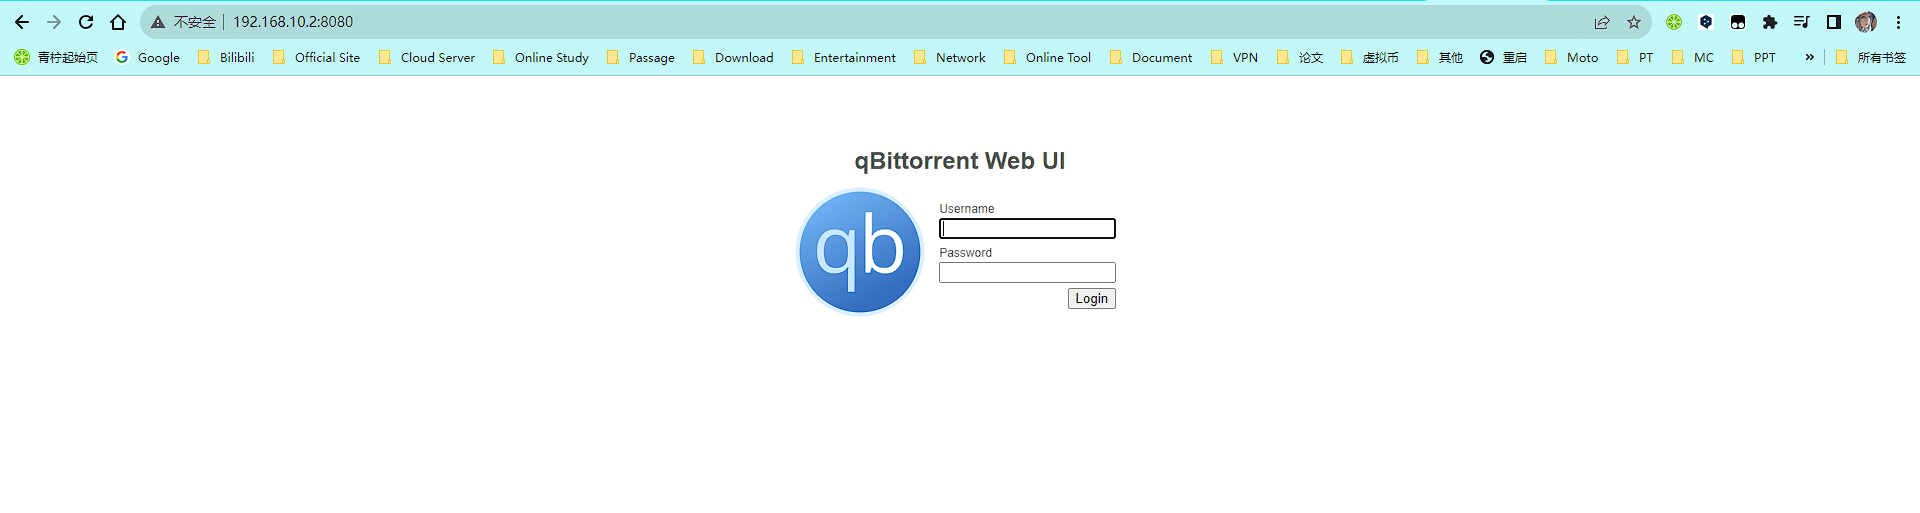 不安全 192.168.10.2:8080
青柠起始页 Google Bilibili Official Site Cloud Server Online Study Passage Download Entertainment Network Online Tool Document VPN 论文 虚拟币 其他 重启 Moto PT MC PPT » 所有书签
qBittorrent Web UI
qb
Username
Password
Login